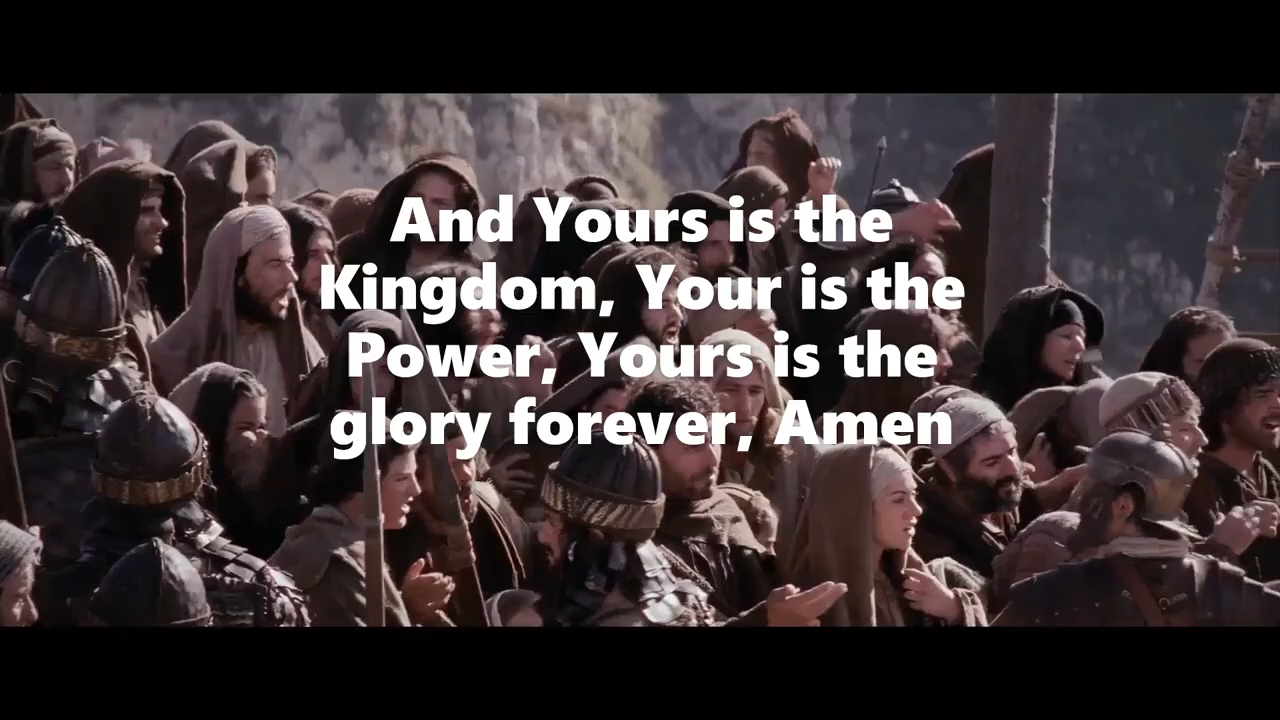 And Yours is the
Kingdom, Your is the
Power, Yours is the
glory forever, Amen